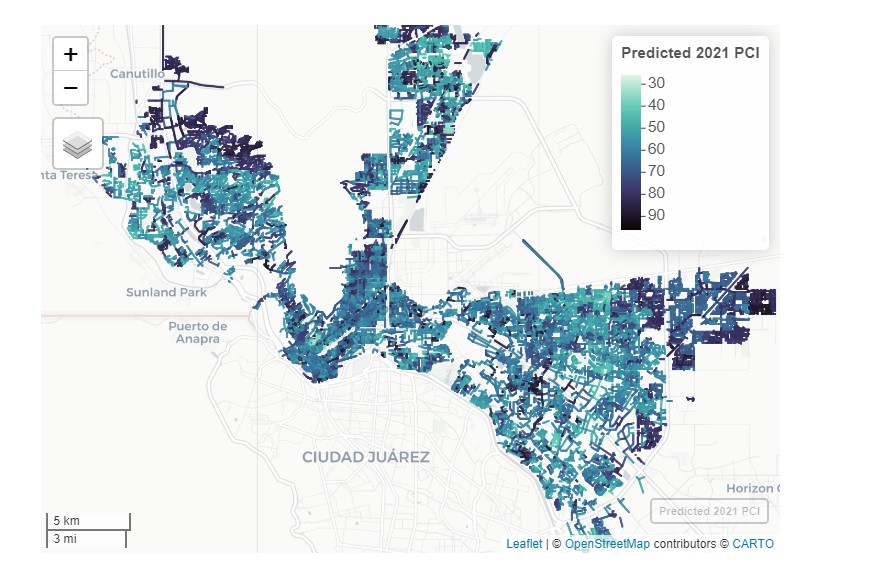 +
Canutillo
−
nta Teresa
Sunland Park
Puerto de
Anapra
CIUDAD JUÁREZ
Horizon C
Predicted 2021 PCI
30
40
50
60
70
80
90
Predicted 2021 PCI
5 km
3 mi
Leaflet | © OpenStreetMap contributors © CARTO